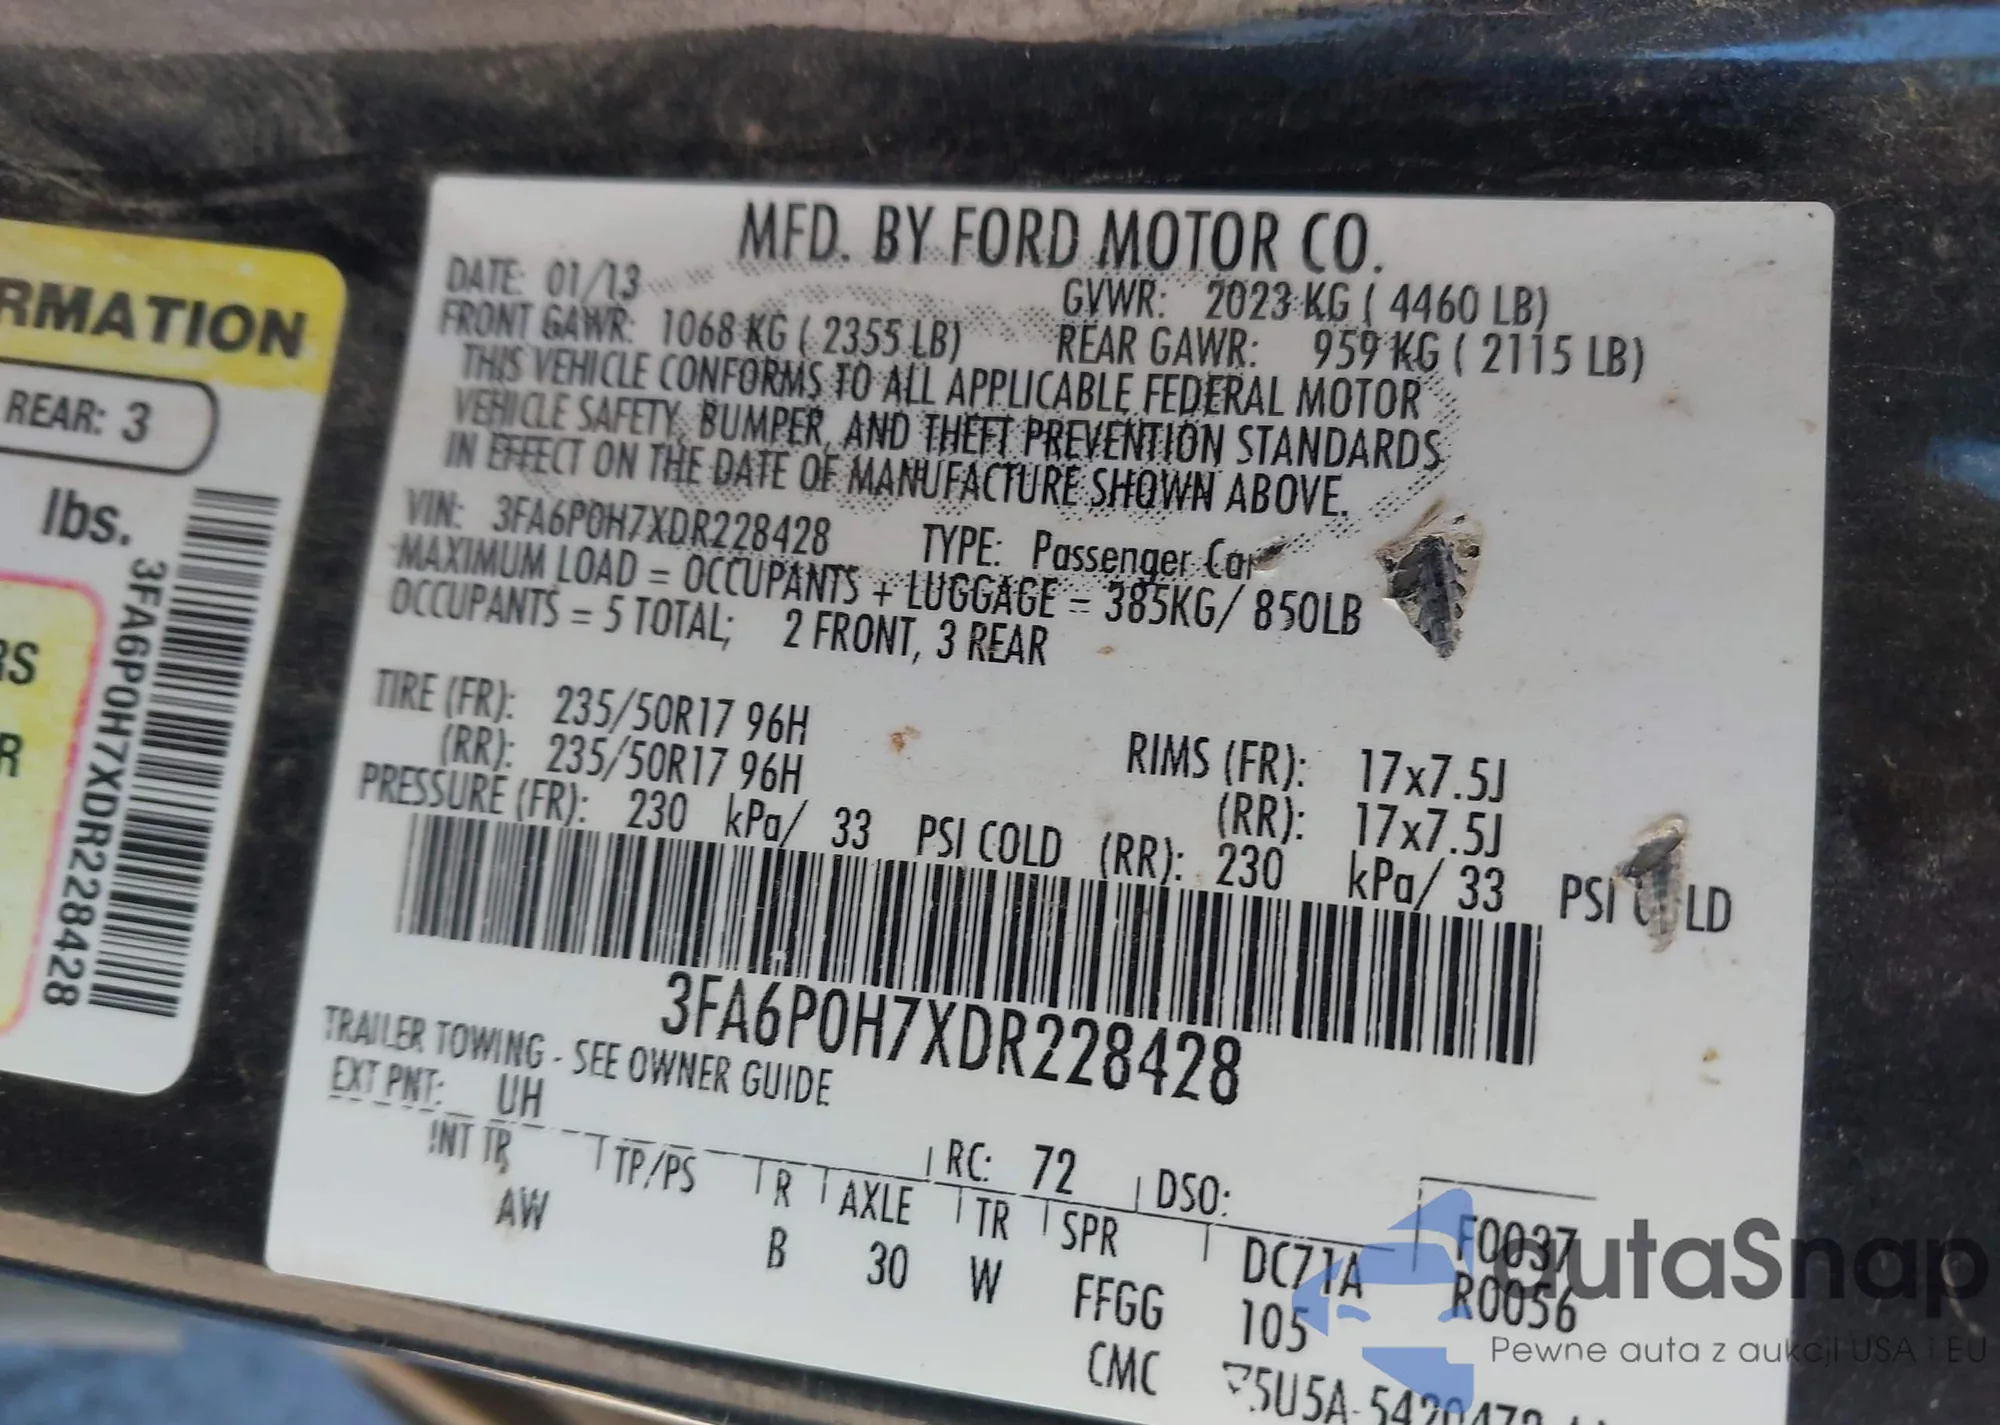 RMATION
REAR: 3
lbs.
3FA6P0H7XDR228428
RS
R
MFD. BY FORD MOTOR CO.
DATE: 01/13
GVWR: 2023 KG ( 4460 LB)
FRONT GAWR: 1068 KG ( 2355 LB)
REAR GAWR: 959 KG ( 2115 LB)
THIS VEHICLE CONFORMS TO ALL APPLICABLE FEDERAL MOTOR
VEHICLE SAFETY, BUMPER, AND THEFT PREVENTION STANDARDS
IN EFFECT ON THE DATE OF MANUFACTURE SHOWN ABOVE.
VIN: 3FA6P0H7XDR228428 TYPE: Passenger Car
MAXIMUM LOAD = OCCUPANTS + LUGGAGE = 385KG/ 850LB
OCCUPANTS = 5 TOTAL; 2 FRONT, 3 REAR
TIRE (FR): 235/50R17 96H
RIMS (FR): 17x7.5J
(RR): 235/50R17 96H
(RR): 17x7.5J
PRESSURE (FR): 230 kPa/ 33 PSI COLD (RR): 230 kPa/ 33 PSI LD
3FA6P0H7XDR228428
TRAILER TOWING - SEE OWNER GUIDE
EXT PNT: UH RC: 72 DSO:
INT TR TP/PS R AXLE TR SPR DC71A F0037
AW B 30 W FFGG 105 R0056
CMC 5U5A-5420472
autaSnap
Pewne auta z aukcji USA i EU